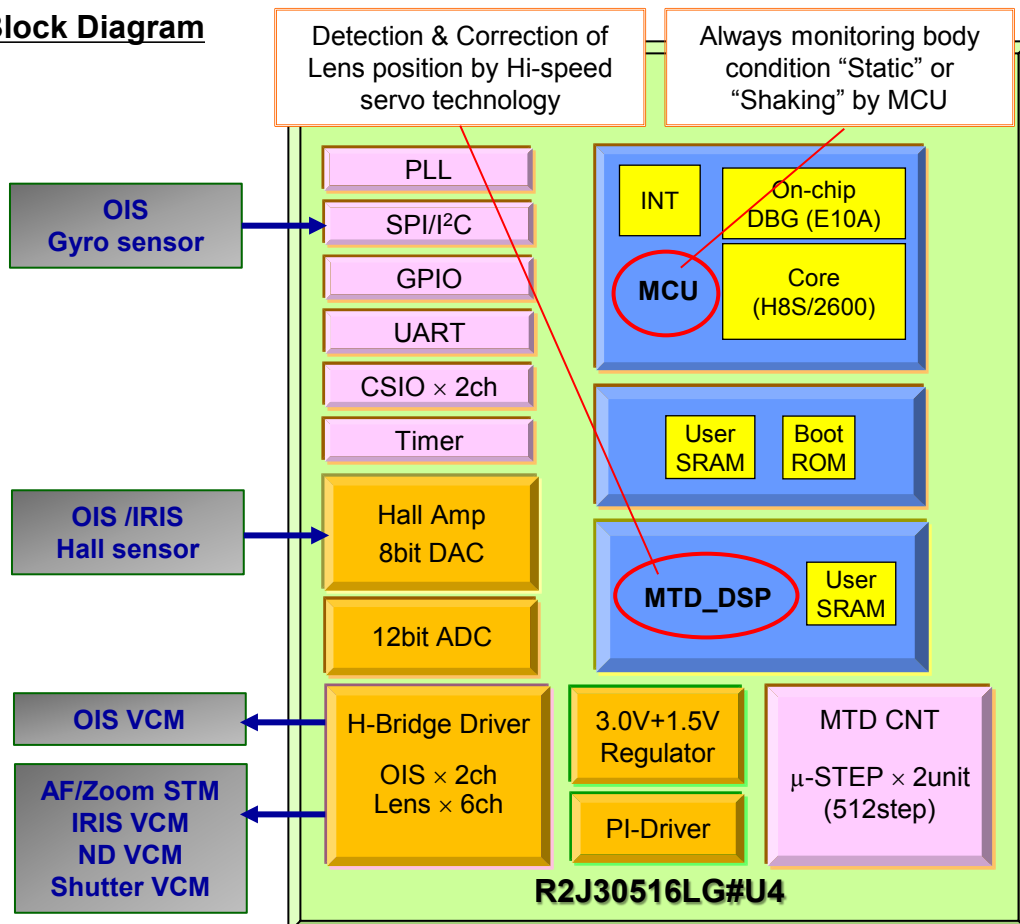 Block Diagram
Detection & Correction of
Lens position by Hi-speed
servo technology
Always monitoring body
condition “Static” or
“Shaking” by MCU
OIS
Gyro sensor
OIS /IRIS
Hall sensor
OIS VCM
AF/Zoom STM
IRIS VCM
ND VCM
Shutter VCM
PLL
SPI/I²C
GPIO
UART
CSIO × 2ch
Timer
Hall Amp
8bit DAC
12bit ADC
H-Bridge Driver
OIS × 2ch
Lens × 6ch
INT
On-chip
DBG (E10A)
MCU
Core
(H8S/2600)
User
SRAM
Boot
ROM
MTD_DSP
User
SRAM
3.0V+1.5V
Regulator
PI-Driver
MTD CNT
μ-STEP × 2unit
(512step)
R2J30516LG#U4